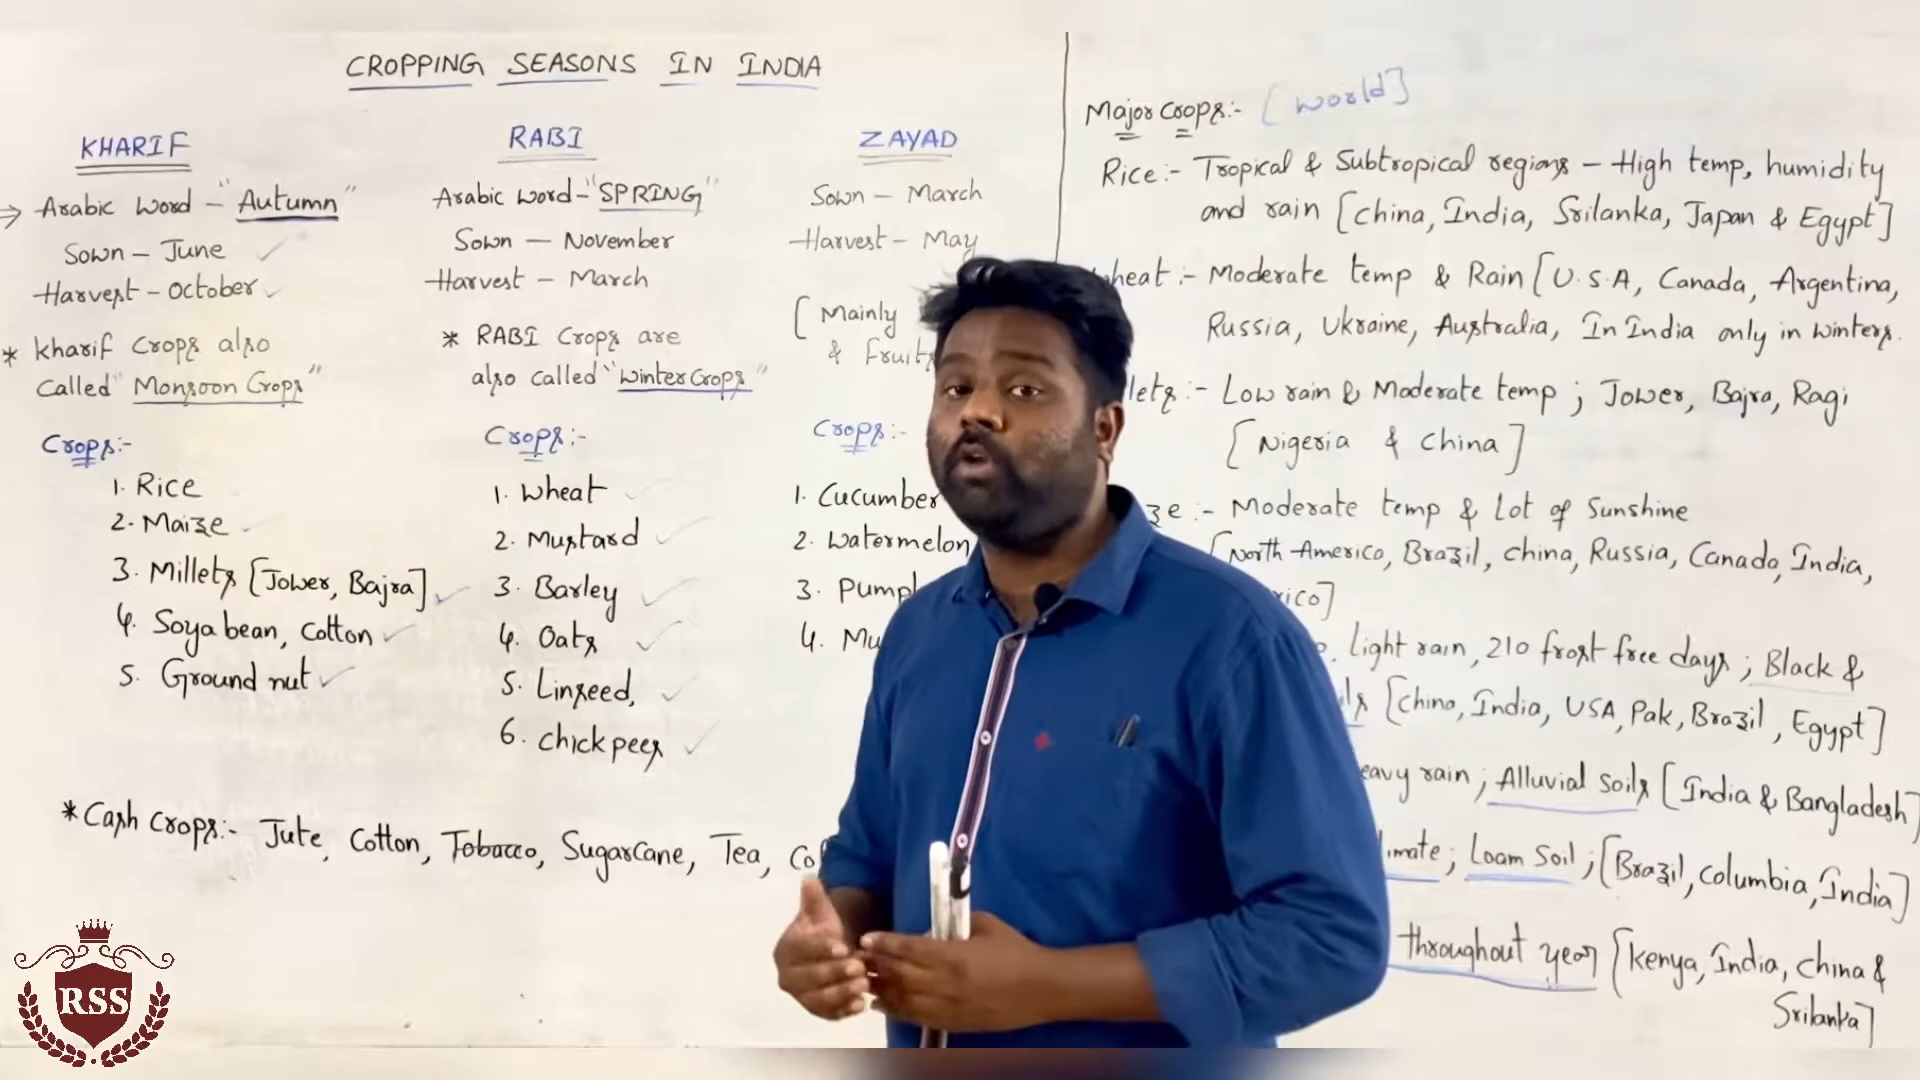 CROPPING SEASONS IN INDIA
KHARIF
Arabic Word - "Autumn"
Sown - June
Harvest - October
* Kharif Crops also
called "Monsoon Crops"
Crops:-
1. Rice
2. Maize
3. Millets [Jower, Bajra]
4. Soyabean, Cotton
5. Ground nut
RABI
Arabic word - "SPRING"
Sown - November
Harvest - March
* RABI Crops are
also called "Winter Crops"
Crops:-
1. Wheat
2. Mustard
3. Barley
4. Oats
5. Linseed,
6. Chickpees
ZAYAD
Sown - March
Harvest - May
[Mainly
& Fruits
Crops:-
1. Cucumber
2. Watermelon
3.
4.
* Cash Crops:- Jute, Cotton, Tobacco, Sugarcane, Tea,
Major Crops:- [World]
Rice:- Tropical & Subtropical regions - High temp, humidity
and rain [China, India, Srilanka, Japan & Egypt]
:- Moderate temp & Rain [U.S.A, Canada, Argentina,
Russia, Ukraine, Australia, In India only in winters.
:- Low rain & Moderate temp ; Jower, Bajra, Ragi
[Nigeria & China]
:- Moderate temp & Lot of Sunshine
[North America, Brazil, China, Russia, Canada, India,
Light rain, 210 frost free days ; Black &
[China, India, USA, Pak, Brazil, Egypt]
rain ; Alluvial Soils [India & Bangladesh]
; Loam Soil ; [Brazil, Columbia, India]
throughout year [Kenya, India, China &
Srilanka]
RSS